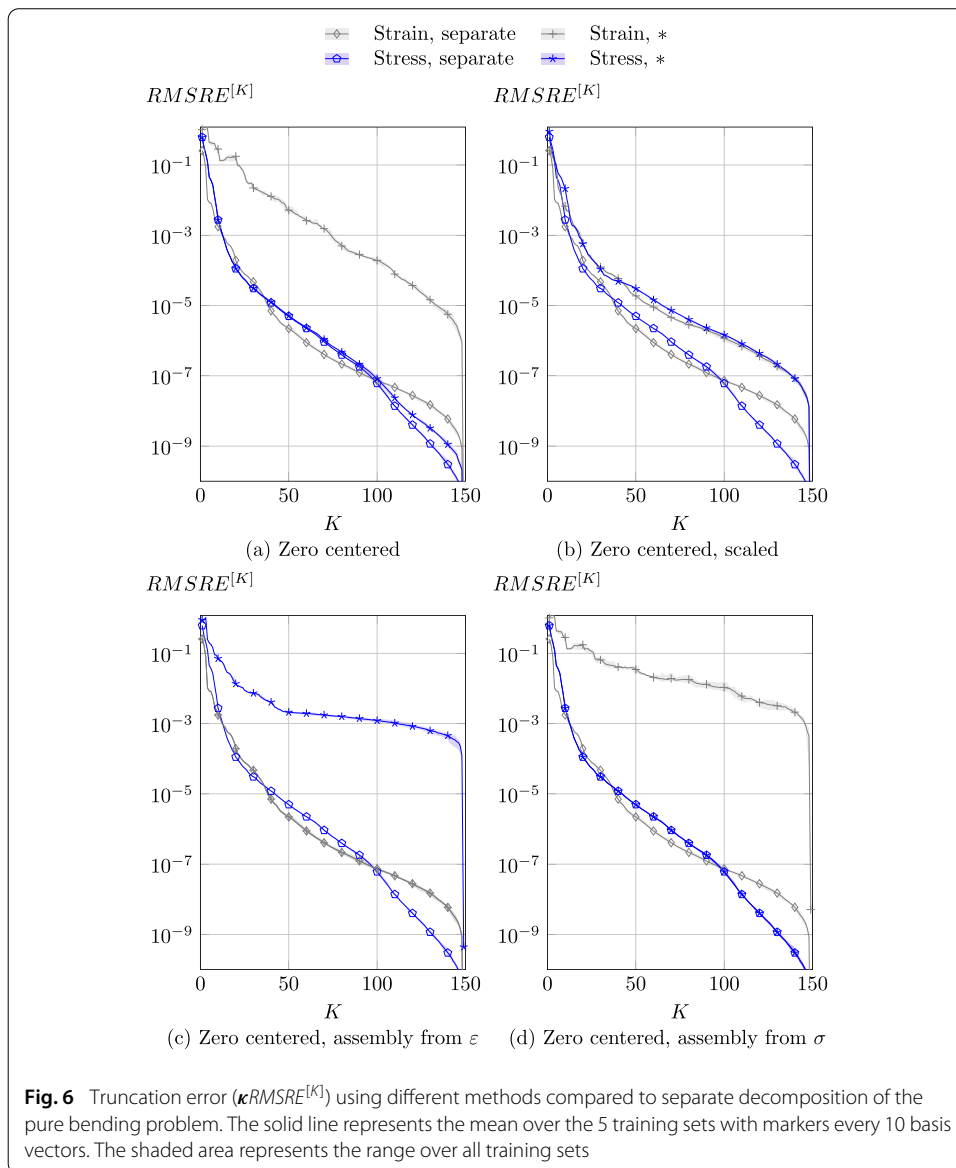 Strain, separate Strain, *
Stress, separate Stress, *
RMSRE^[K] RMSRE^[K]
10^−1 10^−1
10^−3 10^−3
10^−5 10^−5
10^−7 10^−7
10^−9 10^−9
0 50 100 150 0 50 100 150
K K
(a) Zero centered (b) Zero centered, scaled
RMSRE^[K] RMSRE^[K]
10^−1 10^−1
10^−3 10^−3
10^−5 10^−5
10^−7 10^−7
10^−9 10^−9
0 50 100 150 0 50 100 150
K K
(c) Zero centered, assembly from ε (d) Zero centered, assembly from σ
Fig. 6 Truncation error (κRMSRE^[K]) using different methods compared to separate decomposition of the
pure bending problem. The solid line represents the mean over the 5 training sets with markers every 10 basis
vectors. The shaded area represents the range over all training sets